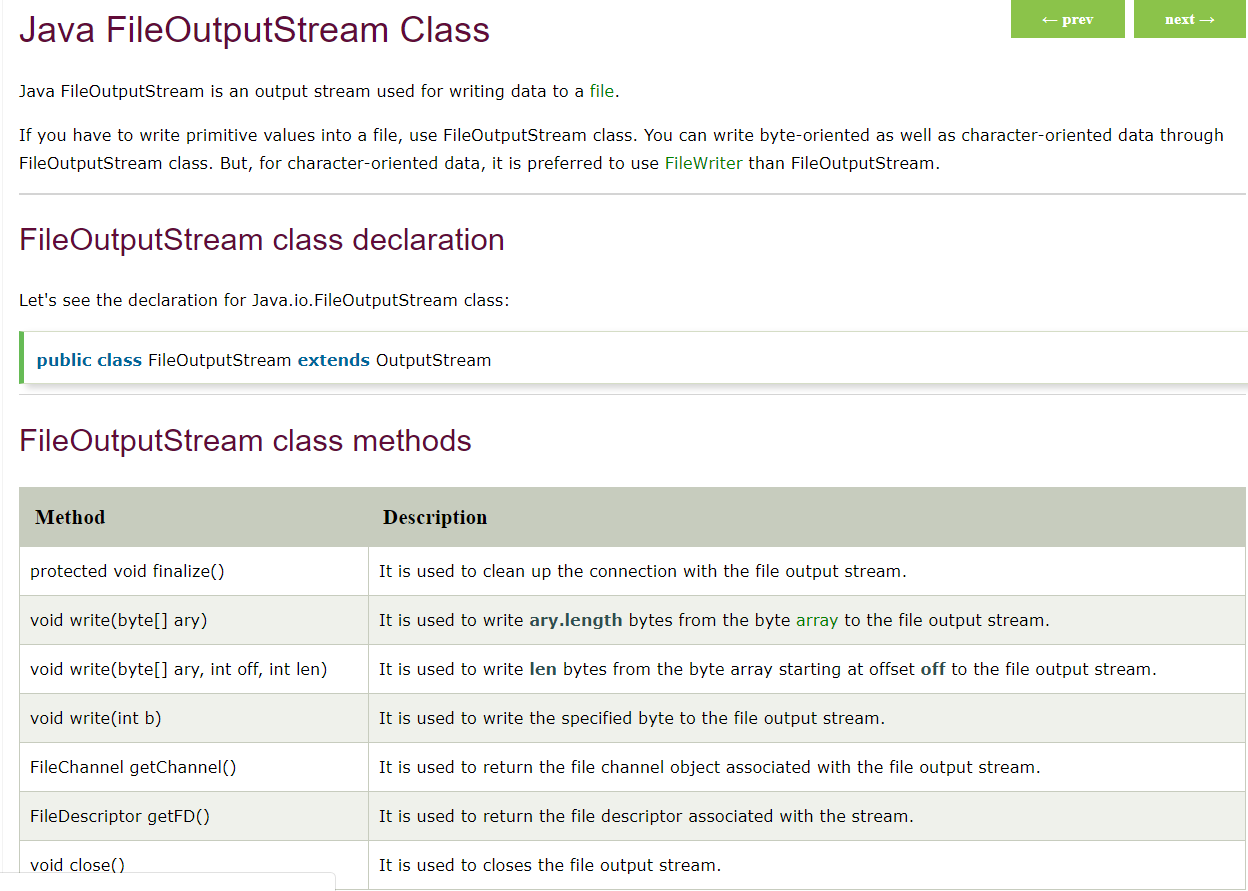 Java FileOutputStream Class
← prev
next →
Java FileOutputStream is an output stream used for writing data to a file.
If you have to write primitive values into a file, use FileOutputStream class. You can write byte-oriented as well as character-oriented data through
FileOutputStream class. But, for character-oriented data, it is preferred to use FileWriter than FileOutputStream.
FileOutputStream class declaration
Let's see the declaration for Java.io.FileOutputStream class:
public class FileOutputStream extends OutputStream
FileOutputStream class methods
Method Description
protected void finalize() It is used to clean up the connection with the file output stream.
void write(byte[] ary) It is used to write ary.length bytes from the byte array to the file output stream.
void write(byte[] ary, int off, int len) It is used to write len bytes from the byte array starting at offset off to the file output stream.
void write(int b) It is used to write the specified byte to the file output stream.
FileChannel getChannel() It is used to return the file channel object associated with the file output stream.
FileDescriptor getFD() It is used to return the file descriptor associated with the stream.
void close() It is used to closes the file output stream.